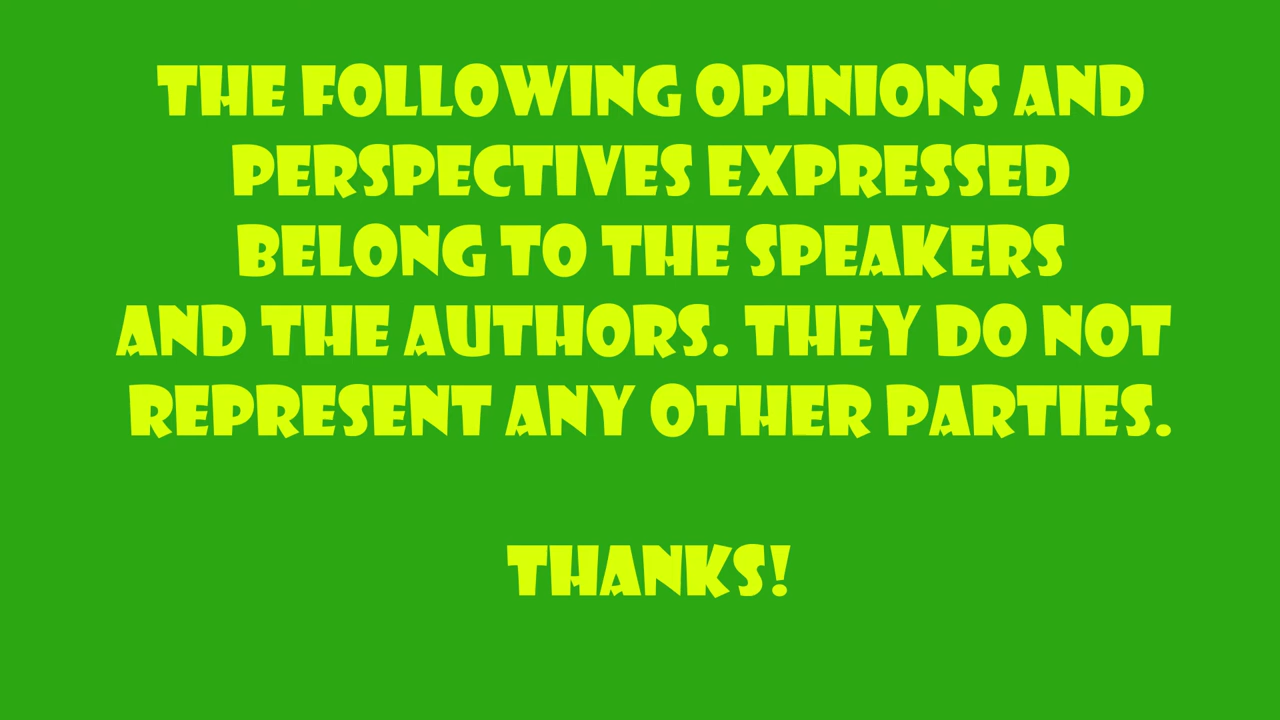 THE FOLLOWING OPINIONS AND
PERSPECTIVES EXPRESSED
BELONG TO THE SPEAKERS
AND THE AUTHORS. THEY DO NOT
REPRESENT ANY OTHER PARTIES.
THANKS!